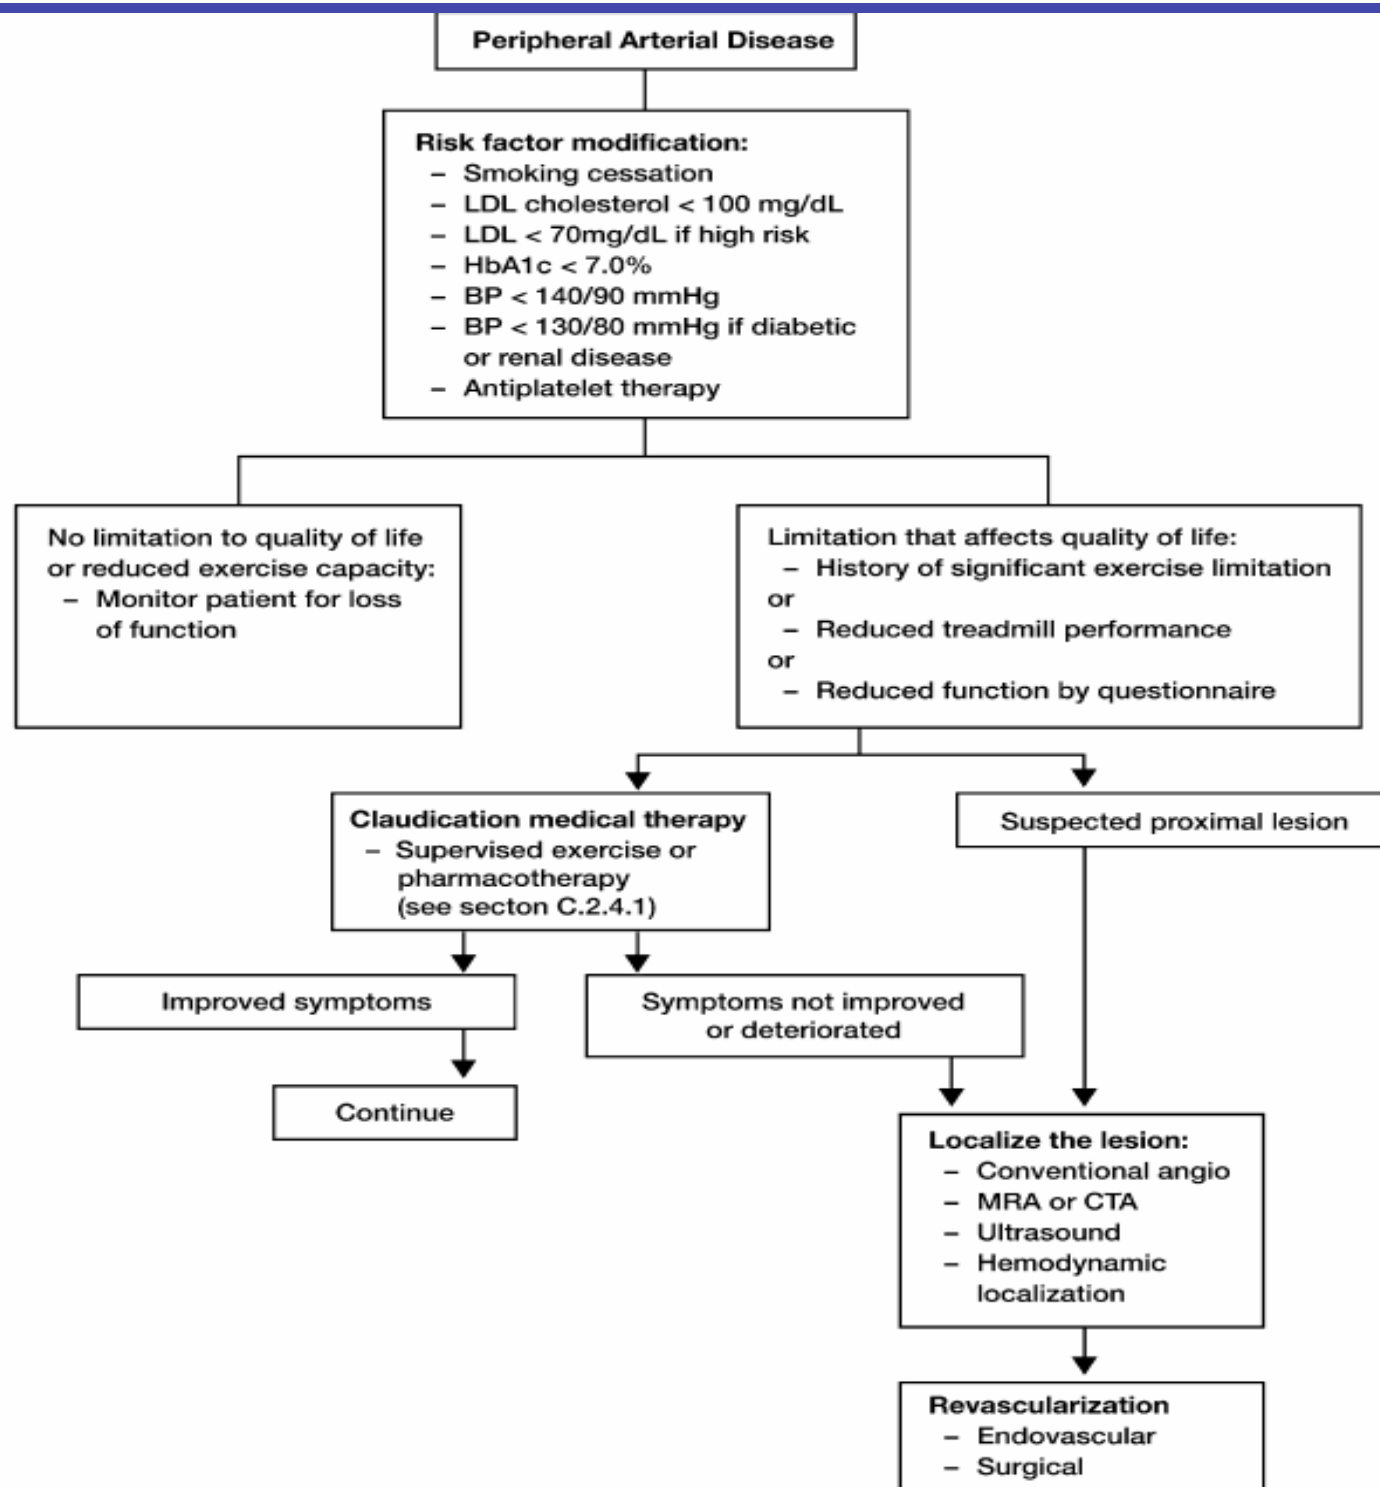 Peripheral Arterial Disease
Risk factor modification:
– Smoking cessation
– LDL cholesterol < 100 mg/dL
– LDL < 70mg/dL if high risk
– HbA1c < 7.0%
– BP < 140/90 mmHg
– BP < 130/80 mmHg if diabetic
or renal disease
– Antiplatelet therapy
No limitation to quality of life
or reduced exercise capacity:
– Monitor patient for loss
of function
Limitation that affects quality of life:
– History of significant exercise limitation
or
– Reduced treadmill performance
or
– Reduced function by questionnaire
Claudication medical therapy
– Supervised exercise or
pharmacotherapy
(see secton C.2.4.1)
Suspected proximal lesion
Improved symptoms
Symptoms not improved
or deteriorated
Continue
Localize the lesion:
– Conventional angio
– MRA or CTA
– Ultrasound
– Hemodynamic
localization
Revascularization
– Endovascular
– Surgical